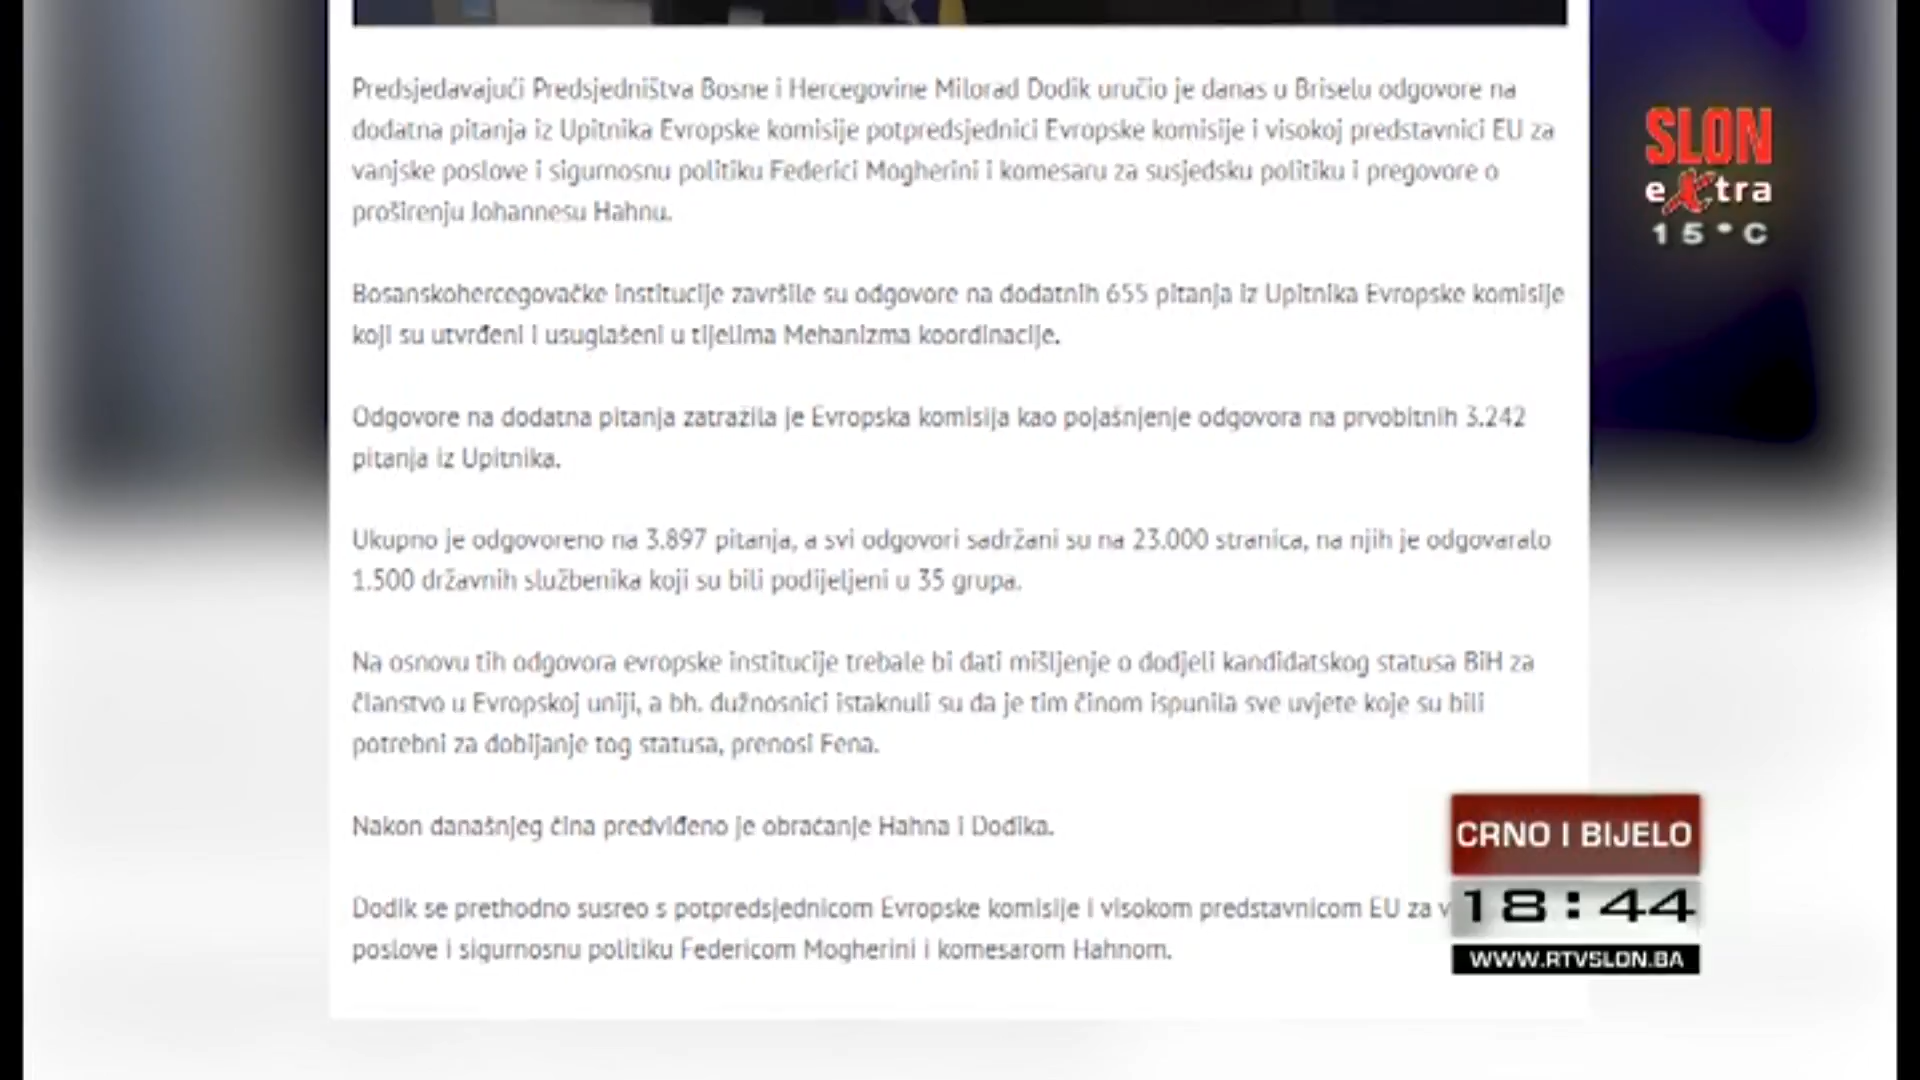 Predsjedavajući Predsjedništva Bosne i Hercegovine Milorad Dodik uručio je danas u Briselu odgovore na
dodatna pitanja iz Upitnika Evropske komisije potpredsjednici Evropske komisije i visokoj predstavnici EU za
vanjske poslove i sigurnosnu politiku Federici Mogherini i komesaru za susjedsku politiku i pregovore o
proširenju Johannesu Hahnu.
Bosanskohercegovačke institucije završile su odgovore na dodatnih 655 pitanja iz Upitnika Evropske komisije
koji su utvrđeni i usuglašeni u tijelima Mehanizma koordinacije.
Odgovore na dodatna pitanja zatražila je Evropska komisija kao pojašnjenje odgovora na prvobitnih 3.242
pitanja iz Upitnika.
Ukupno je odgovoreno na 3.897 pitanja, a svi odgovori sadržani su na 23.000 stranica, na njih je odgovaralo
1.500 državnih službenika koji su bili podijeljeni u 35 grupa.
Na osnovu tih odgovora evropske institucije trebale bi dati mišljenje o dodjeli kandidatskog statusa BiH za
članstvo u Evropskoj uniji, a bh. dužnosnici istaknuli su da je tim činom ispunila sve uvjete koje su bili
potrebni za dobijanje tog statusa, prenosi Fena.
Nakon današnjeg čina predviđeno je obraćanje Hahna i Dodika.
Dodik se prethodno susreo s potpredsjednicom Evropske komisije i visokom predstavnicom EU za v
poslove i sigurnosnu politiku Federicom Mogherini i komesarom Hahnom.
SLON
eXtra
15°C
CRNO I BIJELO
18:44
WWW.RTVSLON.BA